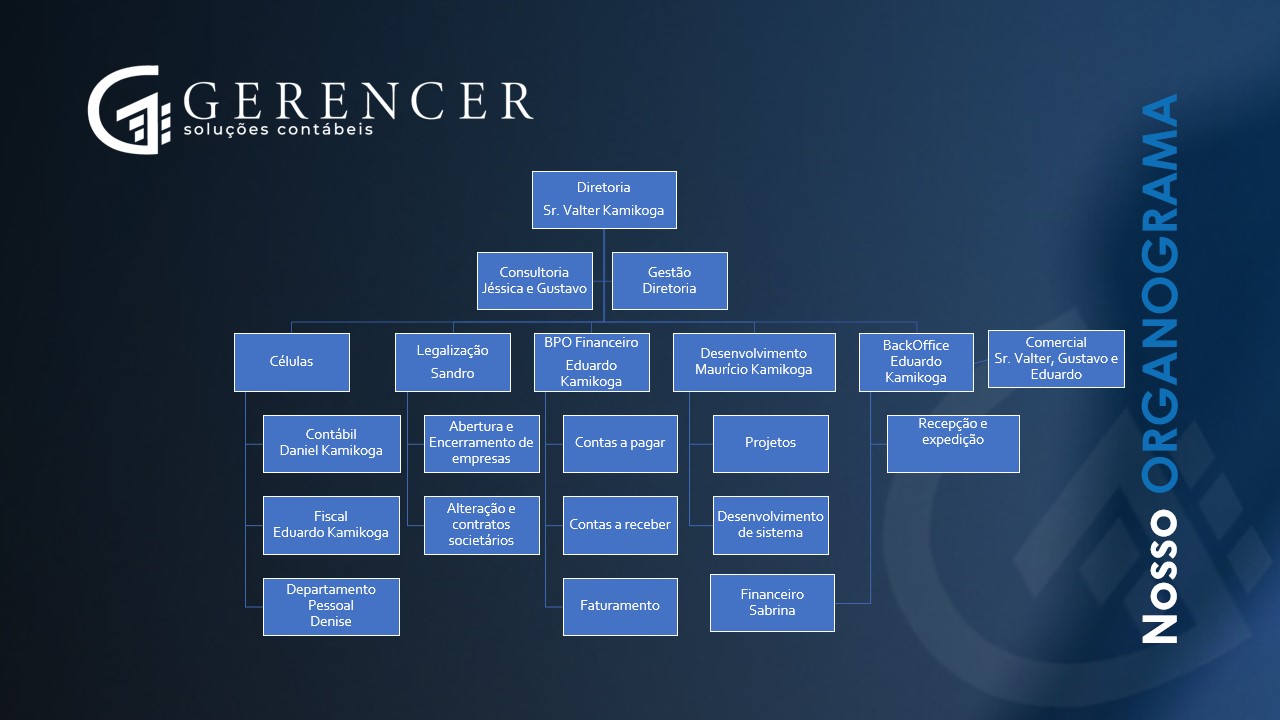 GERENCER
soluções contábeis
Diretoria
Sr. Valter Kamikoga
Consultoria
Jéssica e Gustavo
Gestão
Diretoria
Células
Legalização
Sandro
BPO Financeiro
Eduardo
Kamikoga
Desenvolvimento
Maurício Kamikoga
BackOffice
Eduardo
Kamikoga
Comercial
Sr. Valter, Gustavo e
Eduardo
Contábil
Daniel Kamikoga
Abertura e
Encerramento de
empresas
Contas a pagar
Projetos
Recepção e
expedição
Fiscal
Eduardo Kamikoga
Alteração e
contratos
societários
Contas a receber
Desenvolvimento
de sistema
Departamento
Pessoal
Denise
Faturamento
Financeiro
Sabrina
Nosso ORGANOGRAMA